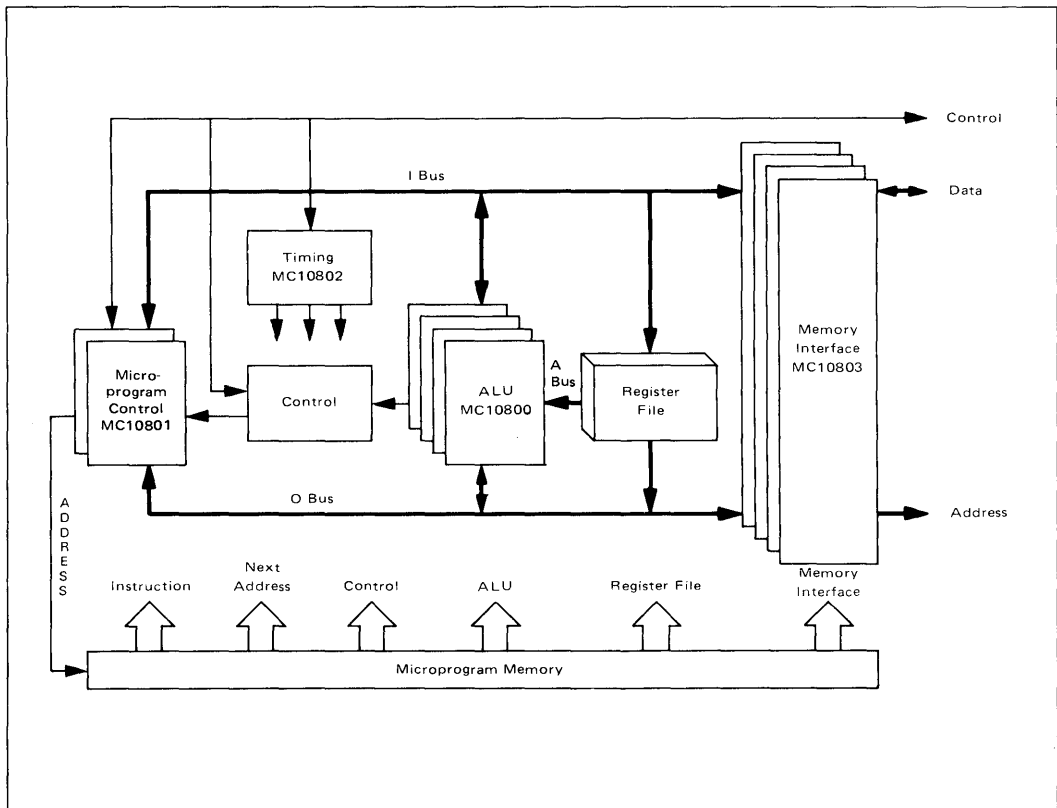 Control
I Bus
Data
Timing
MC10802
Micro-
program
Control
MC10801
Control
ALU
MC10800
A
Bus
Register
File
Memory
Interface
MC10803
O Bus
Address
ADDRESS
Instruction
Next
Address
Control
ALU
Register File
Memory
Interface
Microprogram Memory